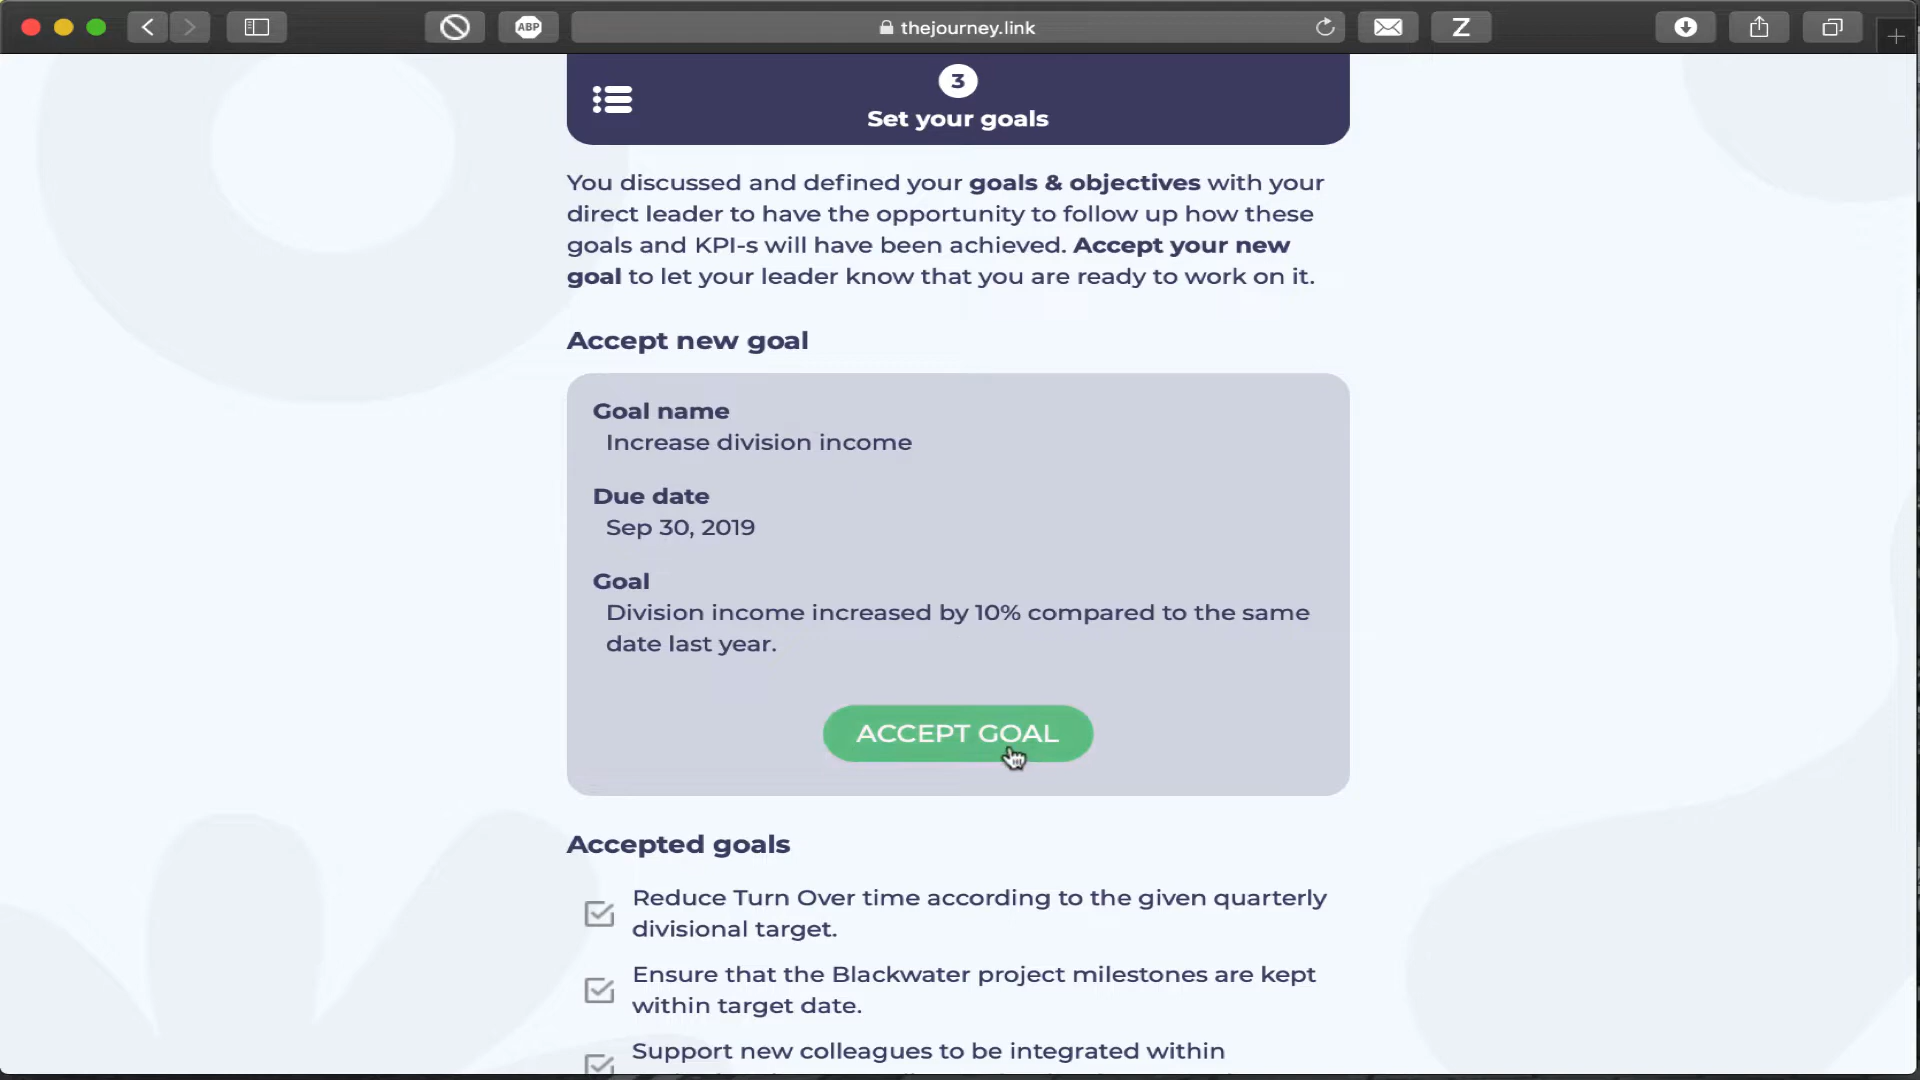 ABP
thejourney.link
Z
3
Set your goals
You discussed and defined your goals & objectives with your
direct leader to have the opportunity to follow up how these
goals and KPI-s will have been achieved. Accept your new
goal to let your leader know that you are ready to work on it.
Accept new goal
Goal name
Increase division income
Due date
Sep 30, 2019
Goal
Division income increased by 10% compared to the same
date last year.
ACCEPT GOAL
Accepted goals
Reduce Turn Over time according to the given quarterly
divisional target.
Ensure that the Blackwater project milestones are kept
within target date.
Support new colleagues to be integrated within